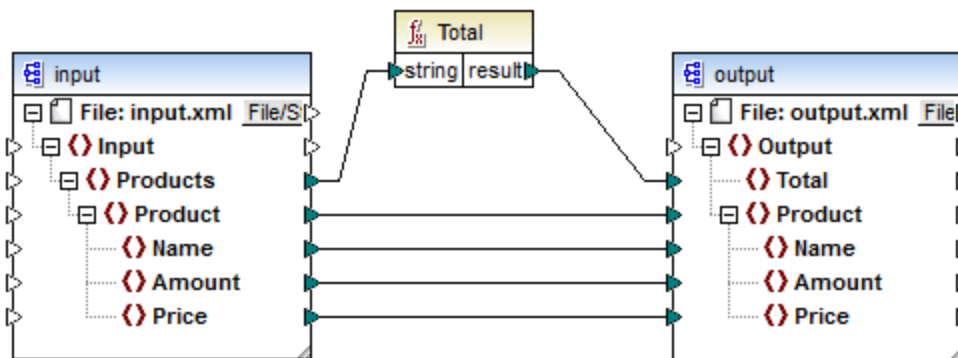 Total
string result
input
File: input.xml File/S
Input
Products
Product
Name
Amount
Price
output
File: output.xml File
Output
Total
Product
Name
Amount
Price